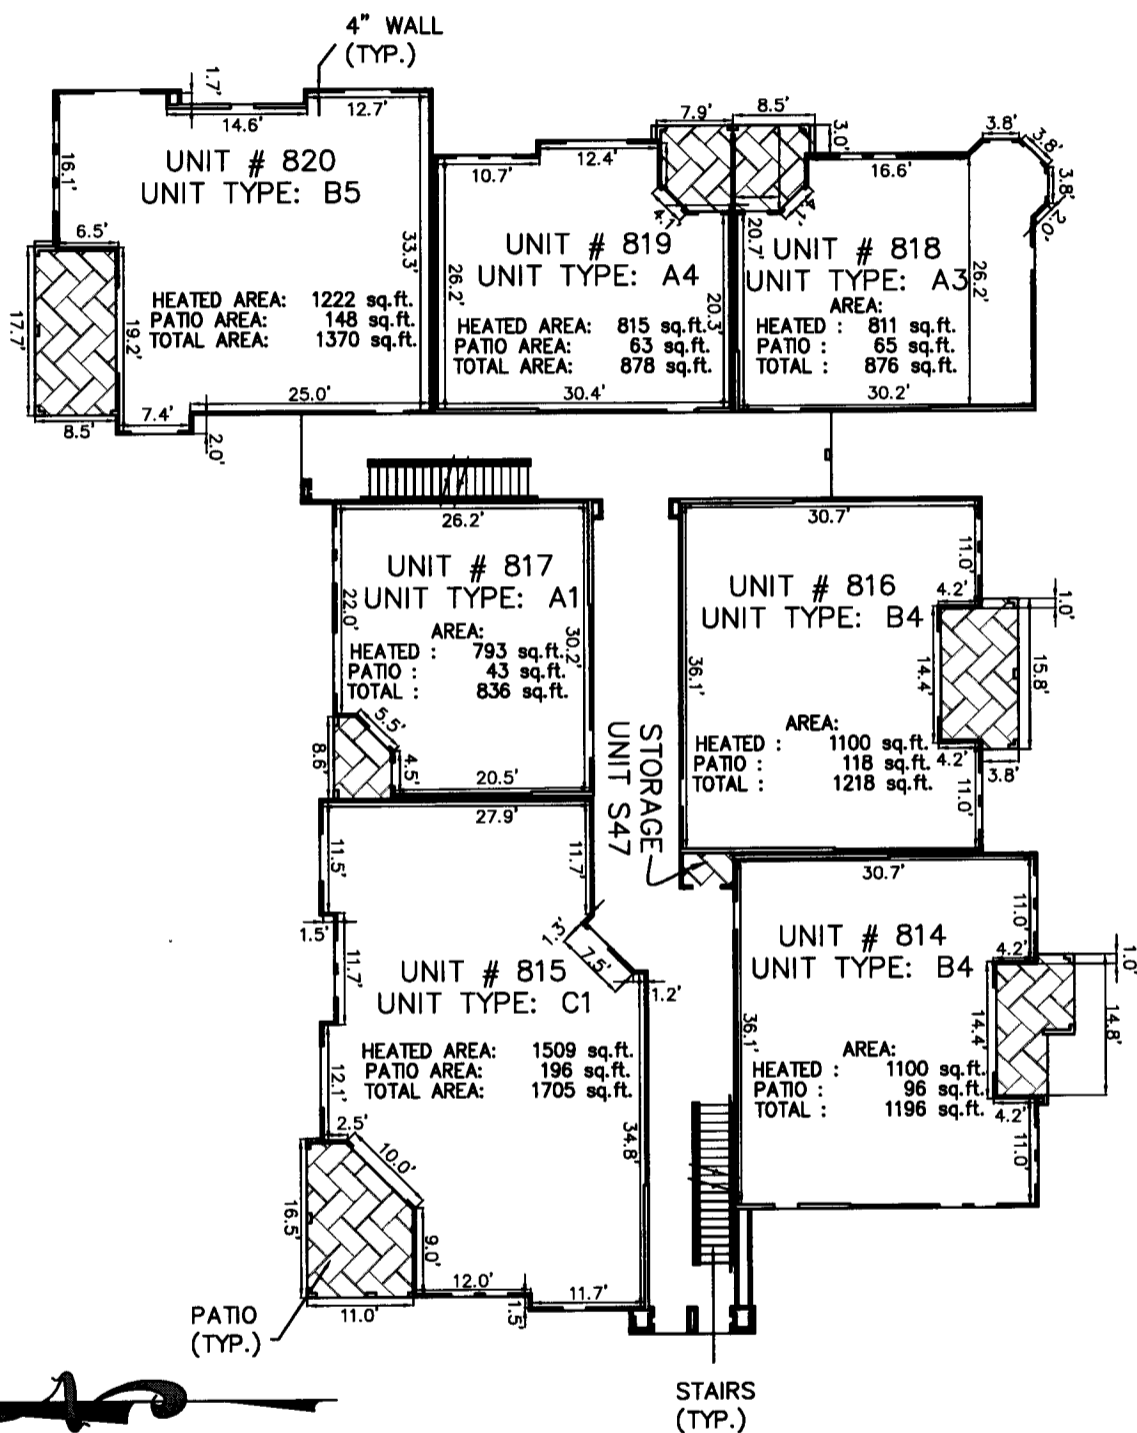 4" WALL
(TYP.)
1.7'
14.6'
12.7'
UNIT # 820
UNIT TYPE: B5
16.1'
6.5'
33.3'
HEATED AREA: 1222 sq.ft.
PATIO AREA: 148 sq.ft.
TOTAL AREA: 1370 sq.ft.
17.7'
19.2'
8.5'
7.4'
25.0'
2.0'
7.9'
8.5'
3.0'
10.7'
12.4'
4.1'
UNIT # 819
UNIT TYPE: A4
26.2'
20.3'
HEATED AREA: 815 sq.ft.
PATIO AREA: 63 sq.ft.
TOTAL AREA: 878 sq.ft.
30.4'
16.6'
3.8'
3.8'
3.8'
2.0'
4.1'
20.7'
UNIT # 818
UNIT TYPE: A3
26.2'
AREA:
HEATED : 811 sq.ft.
PATIO : 65 sq.ft.
TOTAL : 876 sq.ft.
30.2'
26.2'
UNIT # 817
UNIT TYPE: A1
22.0'
30.2'
AREA:
HEATED : 793 sq.ft.
PATIO : 43 sq.ft.
TOTAL : 836 sq.ft.
5.5'
8.6'
4.5'
20.5'
30.7'
11.0'
UNIT # 816
UNIT TYPE: B4
4.2'
1.0'
36.1'
14.4'
15.8'
AREA:
HEATED : 1100 sq.ft.
PATIO : 118 sq.ft.
TOTAL : 1218 sq.ft.
4.2'
3.8'
11.0'
STORAGE
UNIT S47
27.9'
11.5'
11.7'
1.5'
11.7'
1.3'
7.5'
1.2'
UNIT # 815
UNIT TYPE: C1
HEATED AREA: 1509 sq.ft.
PATIO AREA: 196 sq.ft.
TOTAL AREA: 1705 sq.ft.
12.1'
2.5'
10.0'
34.8'
16.5'
9.0'
11.0'
12.0'
1.5'
11.7'
30.7'
11.0'
UNIT # 814
UNIT TYPE: B4
4.2'
1.0'
36.1'
14.4'
14.8'
AREA:
HEATED : 1100 sq.ft.
PATIO : 96 sq.ft.
TOTAL : 1196 sq.ft.
4.2'
11.0'
PATIO
(TYP.)
STAIRS
(TYP.)